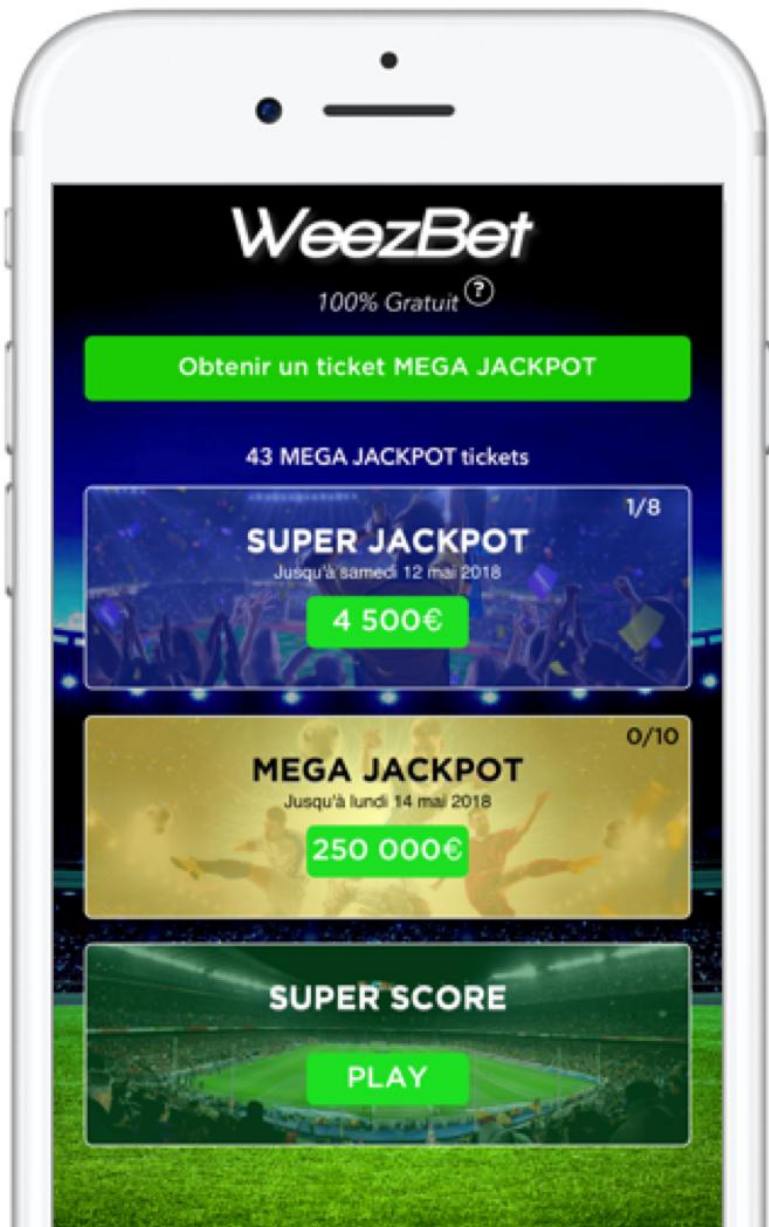 WeezBet
100% Gratuit ?
Obtenir un ticket MEGA JACKPOT
43 MEGA JACKPOT tickets
1/8
SUPER JACKPOT
Jusqu'à samedi 12 mai 2018
4 500€
0/10
MEGA JACKPOT
Jusqu'à lundi 14 mai 2018
250 000€
SUPER SCORE
PLAY